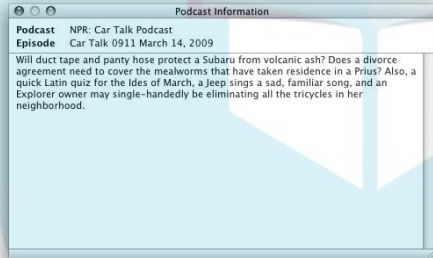 Podcast Information
Podcast NPR: Car Talk Podcast
Episode Car Talk 0911 March 14, 2009
Will duct tape and panty hose protect a Subaru from volcanic ash? Does a divorce
agreement need to cover the mealworms that have taken residence in a Prius? Also, a
quick Latin quiz for the Ides of March, a Jeep sings a sad, familiar song, and an
Explorer owner may single-handedly be eliminating all the tricycles in her
neighborhood.